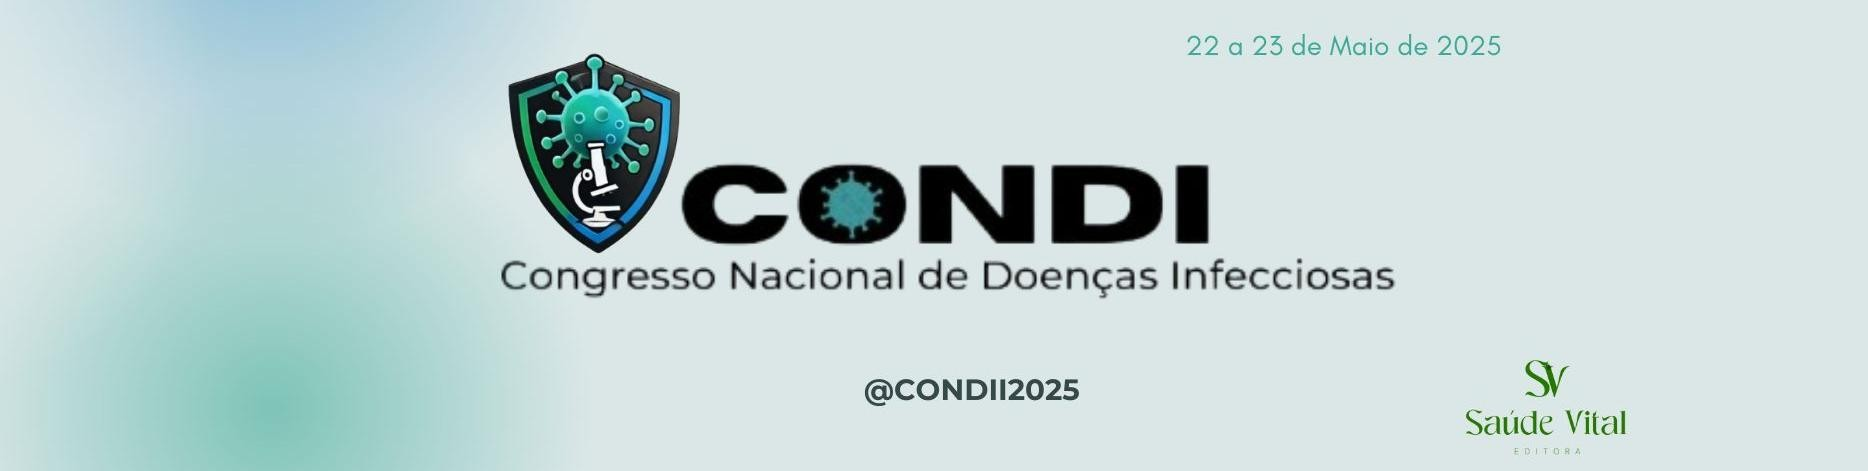 22 a 23 de Maio de 2025
CONDI
Congresso Nacional de Doenças Infecciosas
@CONDII2025
SV
Saúde Vital
EDITORA